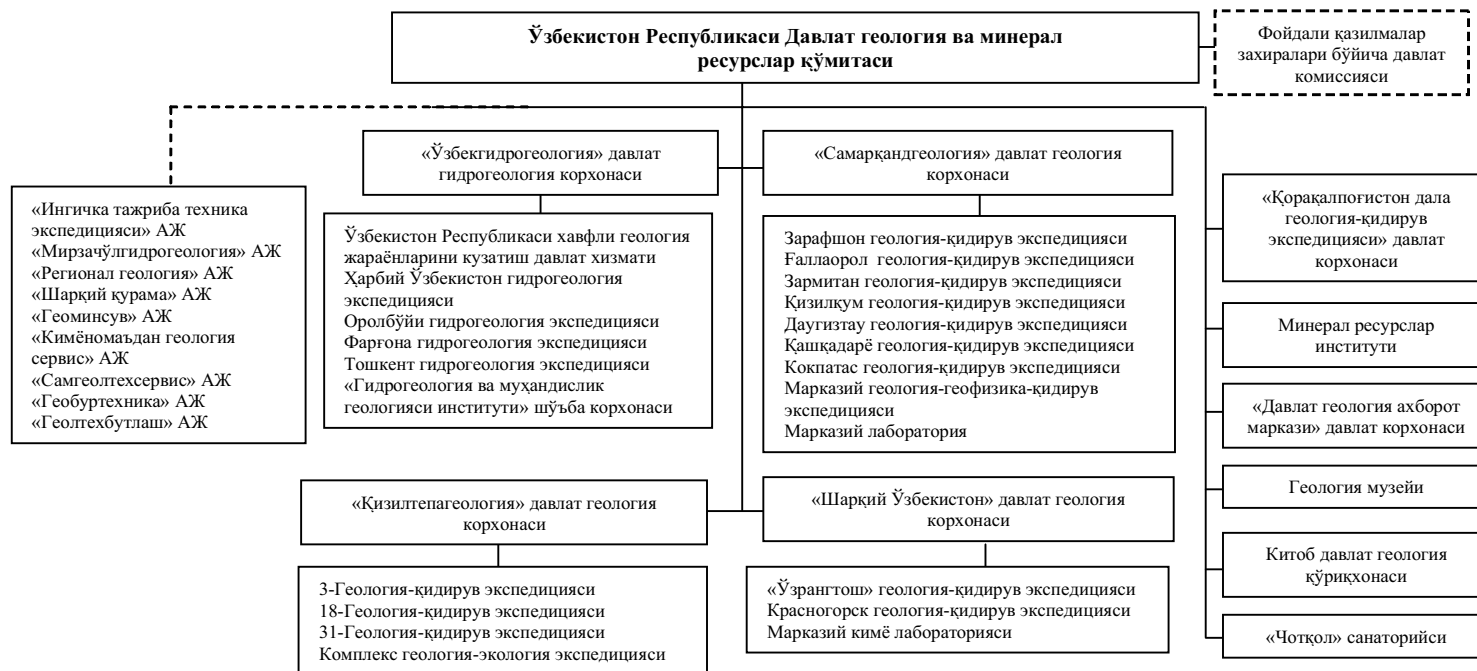 Ўзбекистон Республикаси Давлат геология ва минерал
ресурслар қўмитаси
Фойдали қазилмалар
захиралари бўйича давлат
комиссияси
«Ўзбекгидрогеология» давлат
гидрогеология корхонаси
«Самарқандгеология» давлат геология
корхонаси
«Ингичка тажриба техника
экспедицияси» АЖ
«Мирзачўлгидрогеология» АЖ
«Регионал геология» АЖ
«Шарқий қурама» АЖ
«Геоминсув» АЖ
«Кимёномаъдан геология
сервис» АЖ
«Самгеолтехсервис» АЖ
«Геобуртехника» АЖ
«Геолтехбутлаш» АЖ
Ўзбекистон Республикаси хавфли геология
жараёнларини кузатиш давлат хизмати
Ҳарбий Ўзбекистон гидрогеология
экспедицияси
Оролбўйи гидрогеология экспедицияси
Фарғона гидрогеология экспедицияси
Тошкент гидрогеология экспедицияси
«Гидрогеология ва муҳандислик
геологияси институти» шўъба корхонаси
Зарафшон геология-қидирув экспедицияси
Ғаллаорол геология-қидирув экспедицияси
Зармитан геология-қидирув экспедицияси
Қизилқум геология-қидирув экспедицияси
Даугизтау геология-қидирув экспедицияси
Қашқадарё геология-қидирув экспедицияси
Кокпатас геология-қидирув экспедицияси
Марказий геология-геофизика-қидирув
экспедицияси
Марказий лаборатория
«Қорақалпоғистон дала
геология-қидирув
экспедицияси» давлат
корхонаси
Минерал ресурслар
институти
«Давлат геология ахборот
маркази» давлат корхонаси
Геология музейи
Китоб давлат геология
қўриқхонаси
«Чотқол» санаторийси
«Қизилтепагеология» давлат геология
корхонаси
«Шарқий Ўзбекистон» давлат геология
корхонаси
3-Геология-қидирув экспедицияси
18-Геология-қидирув экспедицияси
31-Геология-қидирув экспедицияси
Комплекс геология-экология экспедицияси
«Ўзрангтош» геология-қидирув экспедицияси
Красногорск геология-қидирув экспедицияси
Марказий кимё лабораторияси